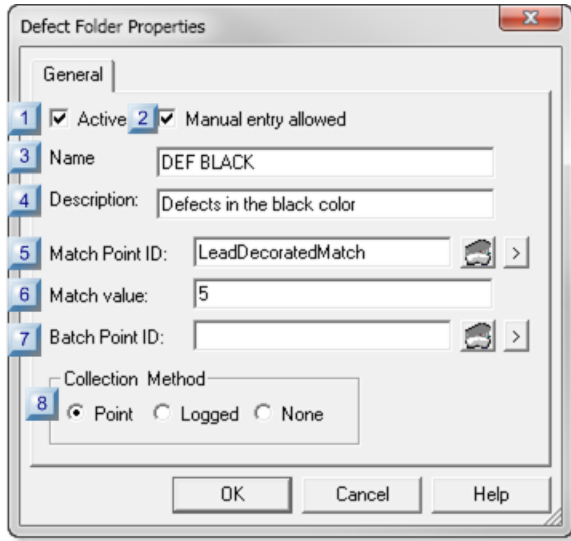 Defect Folder Properties
x
General
1 Active 2 Manual entry allowed
3 Name DEF BLACK
4 Description: Defects in the black color
5 Match Point ID: LeadDecoratedMatch >
6 Match value: 5
7 Batch Point ID: >
Collection Method
8 Point Logged None
OK Cancel Help